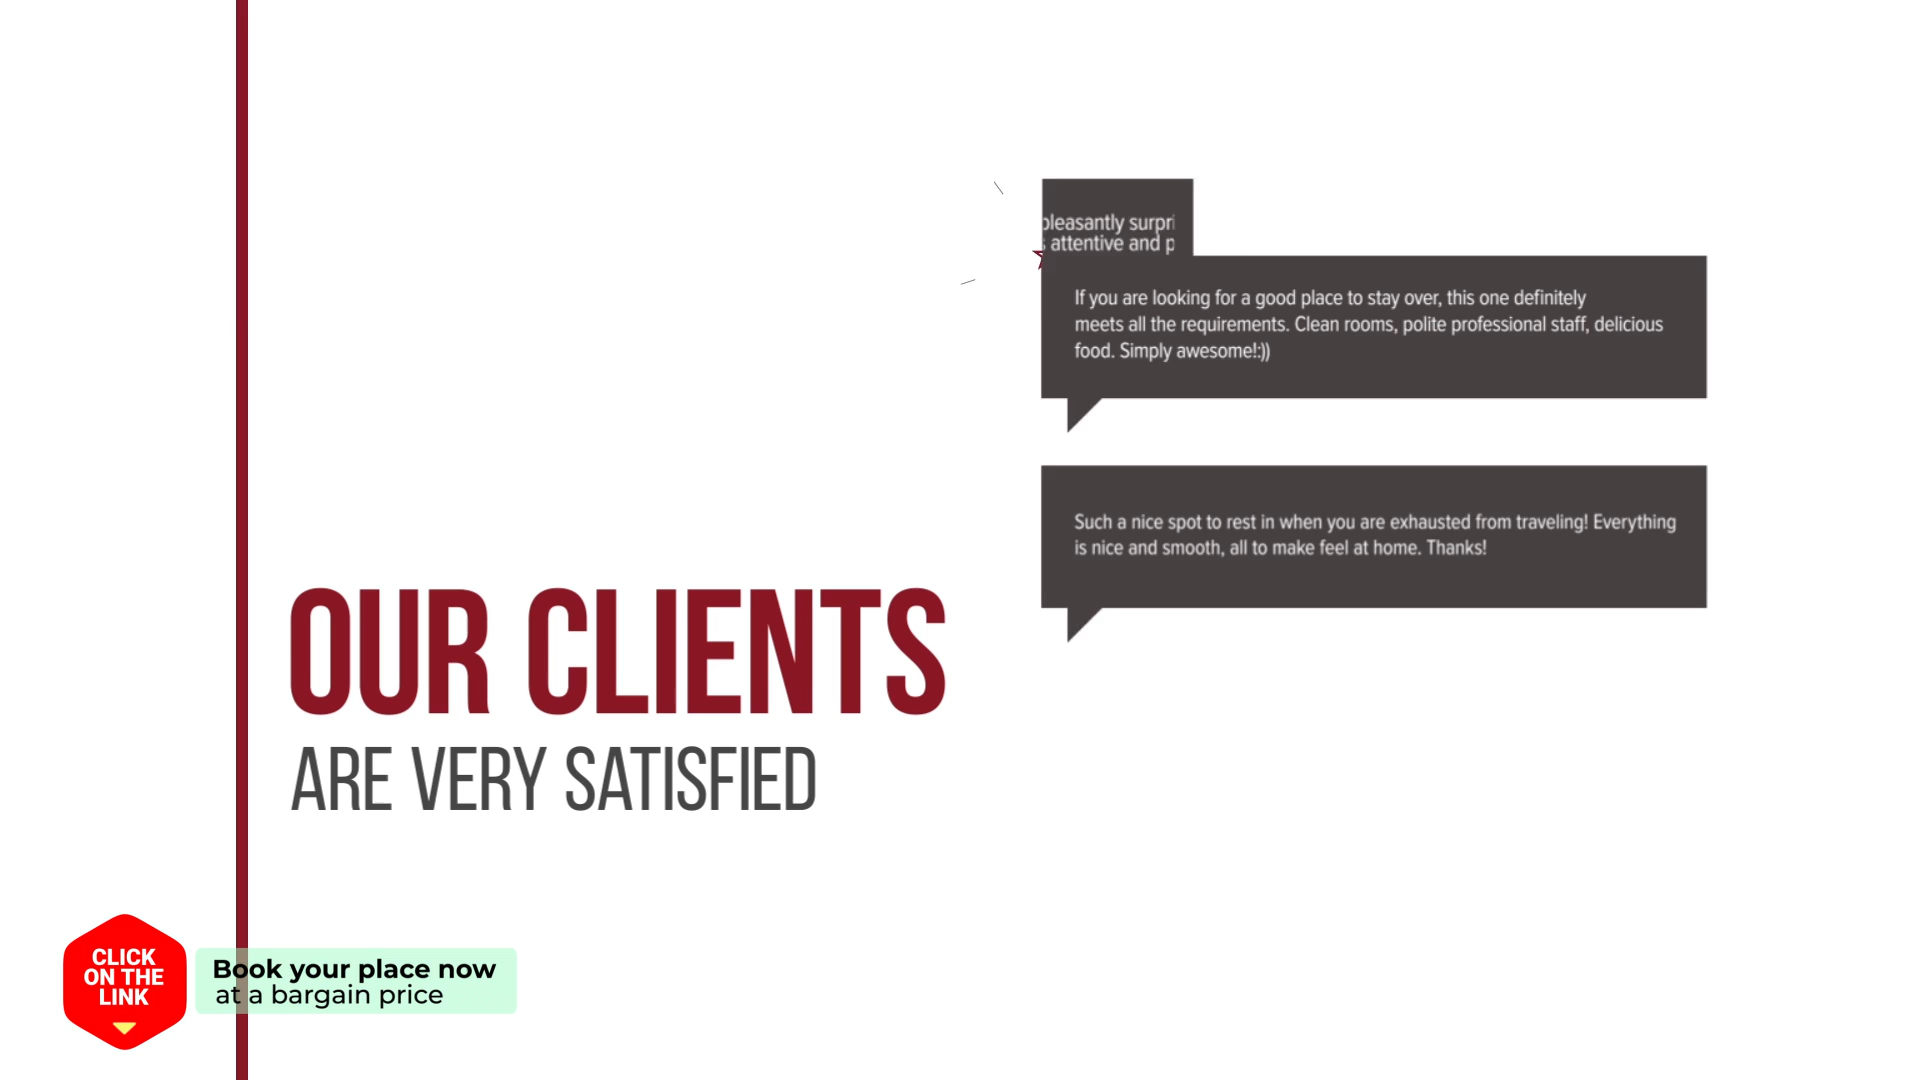 attentive and
If you are looking for a good place to stay over, this one definitely
meets all the requirements. Clean rooms, polite professional staff, delicious
food. Simply awesome!:))
Such a nice spot to rest in when you are exhausted from traveling! Everything
is nice and smooth, all to make feel at home. Thanks!
OUR CLIENTS
ARE VERY SATISFIED
CLICK
ON THE
LINK
Book your place now
at a bargain price